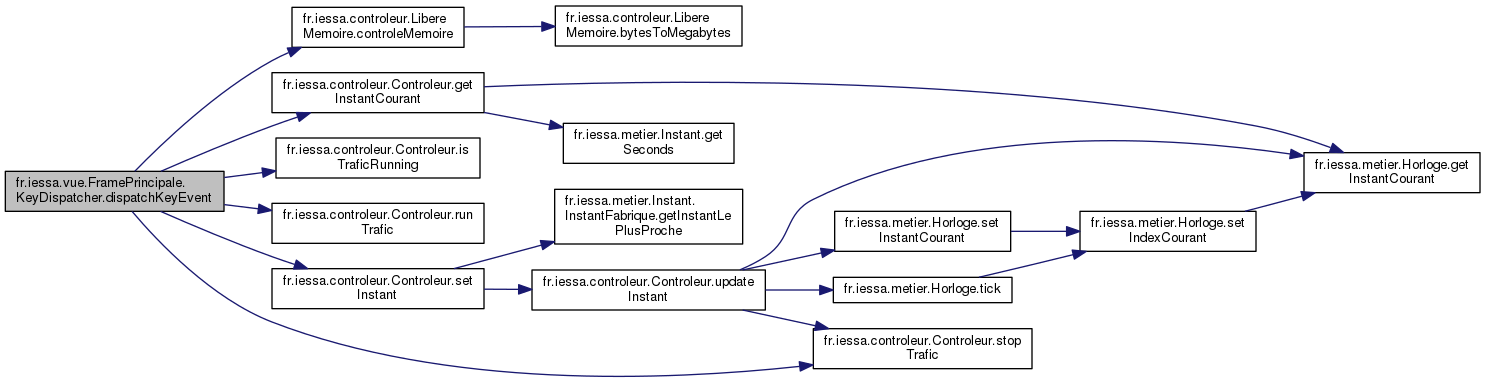 fr.iessa.vue.FramePrincipale.
KeyDispatcher.dispatchKeyEvent
fr.iessa.controleur.Libere
Memoire.controleMemoire
fr.iessa.controleur.Libere
Memoire.bytesToMegabytes
fr.iessa.controleur.Controleur.get
InstantCourant
fr.iessa.metier.Instant.get
Seconds
fr.iessa.controleur.Controleur.is
TraficRunning
fr.iessa.controleur.Controleur.run
Trafic
fr.iessa.controleur.Controleur.set
Instant
fr.iessa.metier.Instant.
InstantFabrique.getInstantLe
PlusProche
fr.iessa.controleur.Controleur.update
Instant
fr.iessa.metier.Horloge.set
InstantCourant
fr.iessa.metier.Horloge.tick
fr.iessa.controleur.Controleur.stop
Trafic
fr.iessa.metier.Horloge.set
IndexCourant
fr.iessa.metier.Horloge.get
InstantCourant